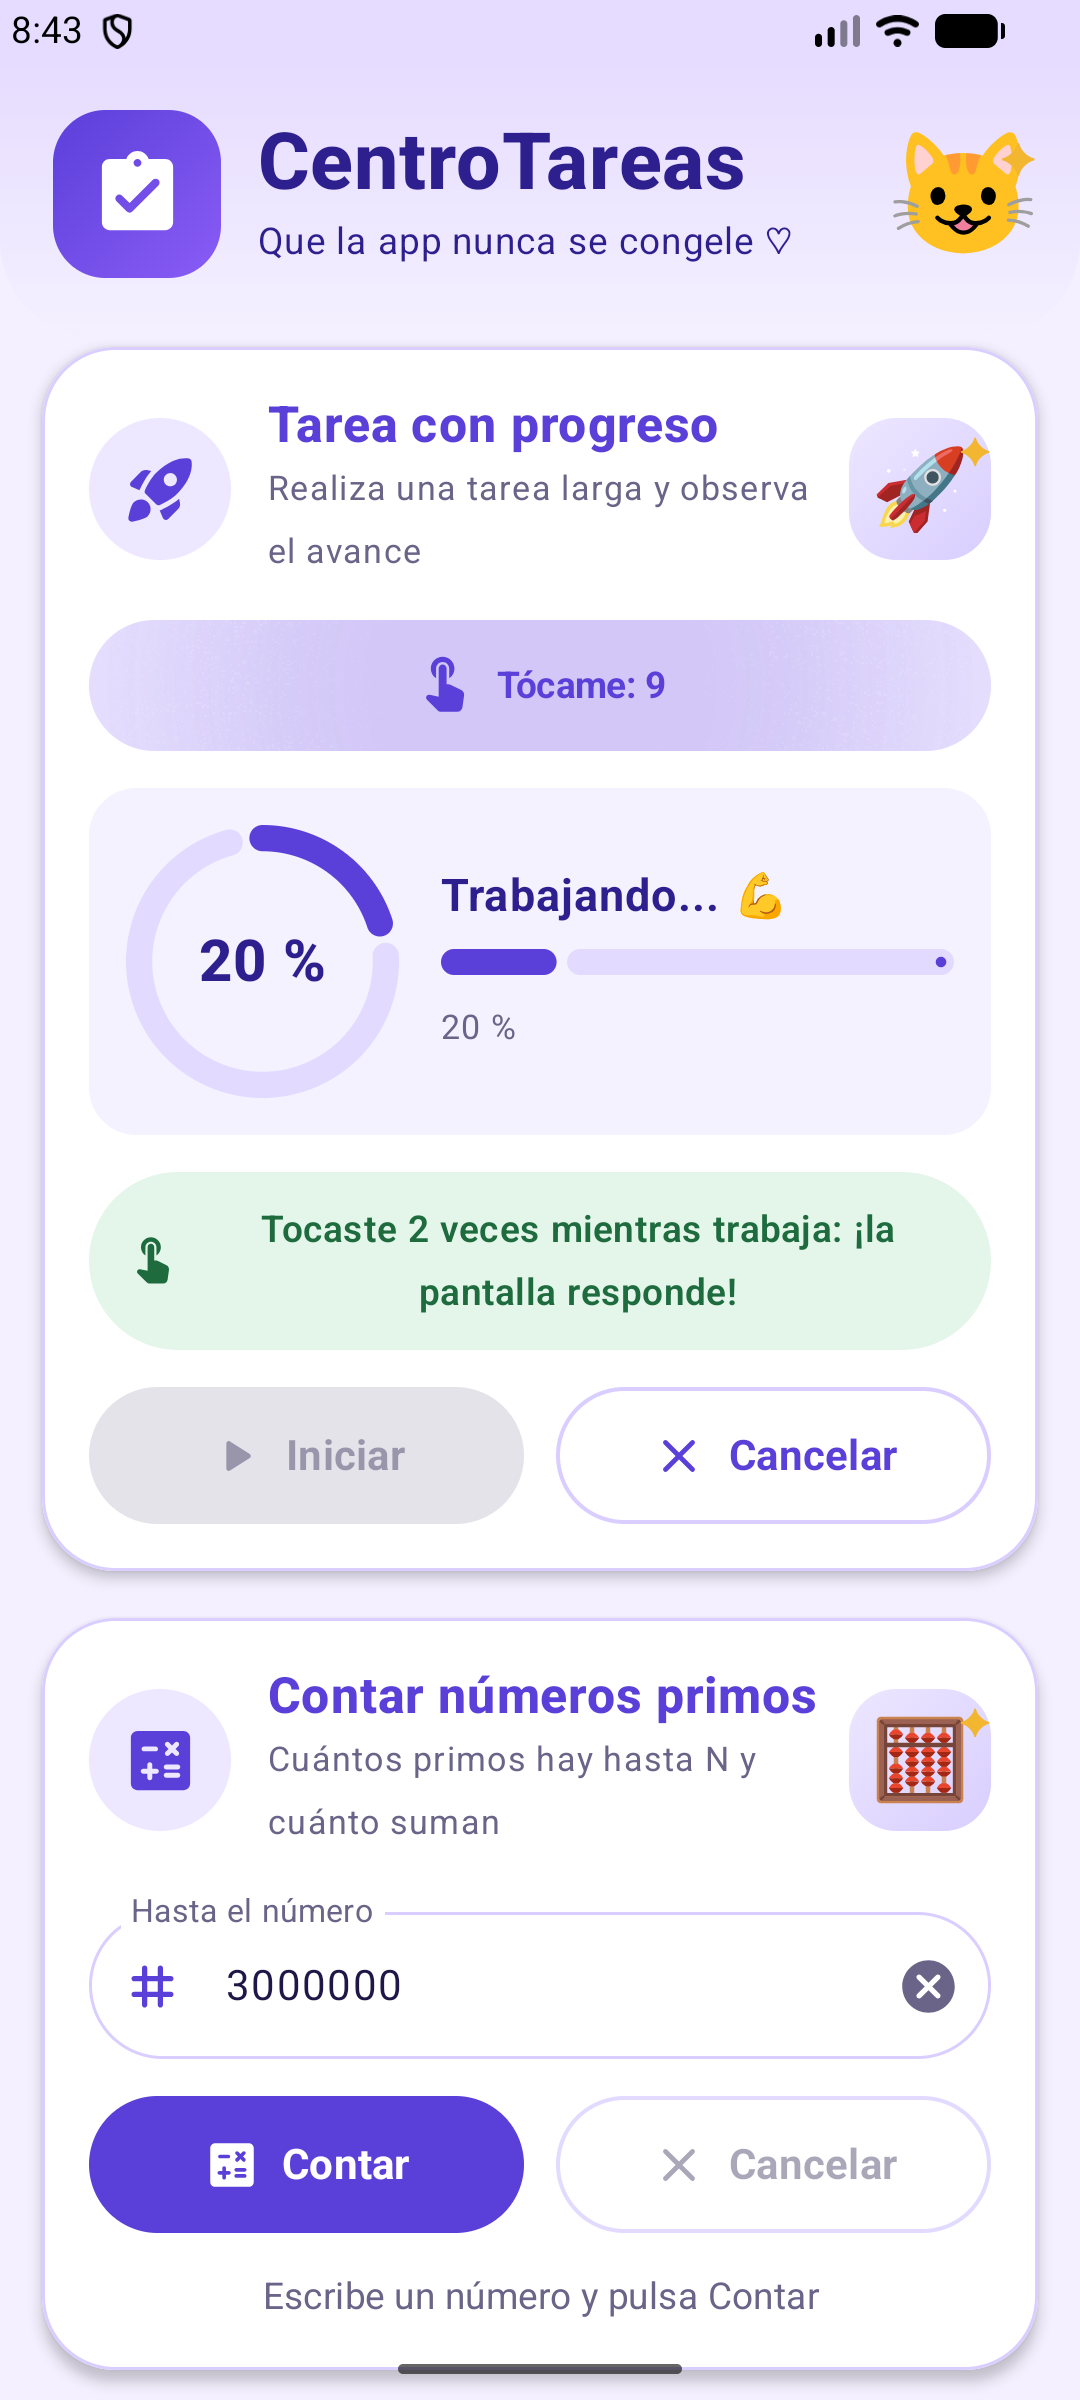 8:43
CentroTareas
Que la app nunca se congele ♡
Tarea con progreso
Realiza una tarea larga y observa
el avance
Tócame: 9
20 %
Trabajando... 💪
20 %
Tocaste 2 veces mientras trabaja: ¡la
pantalla responde!
Iniciar
Cancelar
Contar números primos
Cuántos primos hay hasta N y
cuánto suman
Hasta el número
3000000
Contar
Cancelar
Escribe un número y pulsa Contar